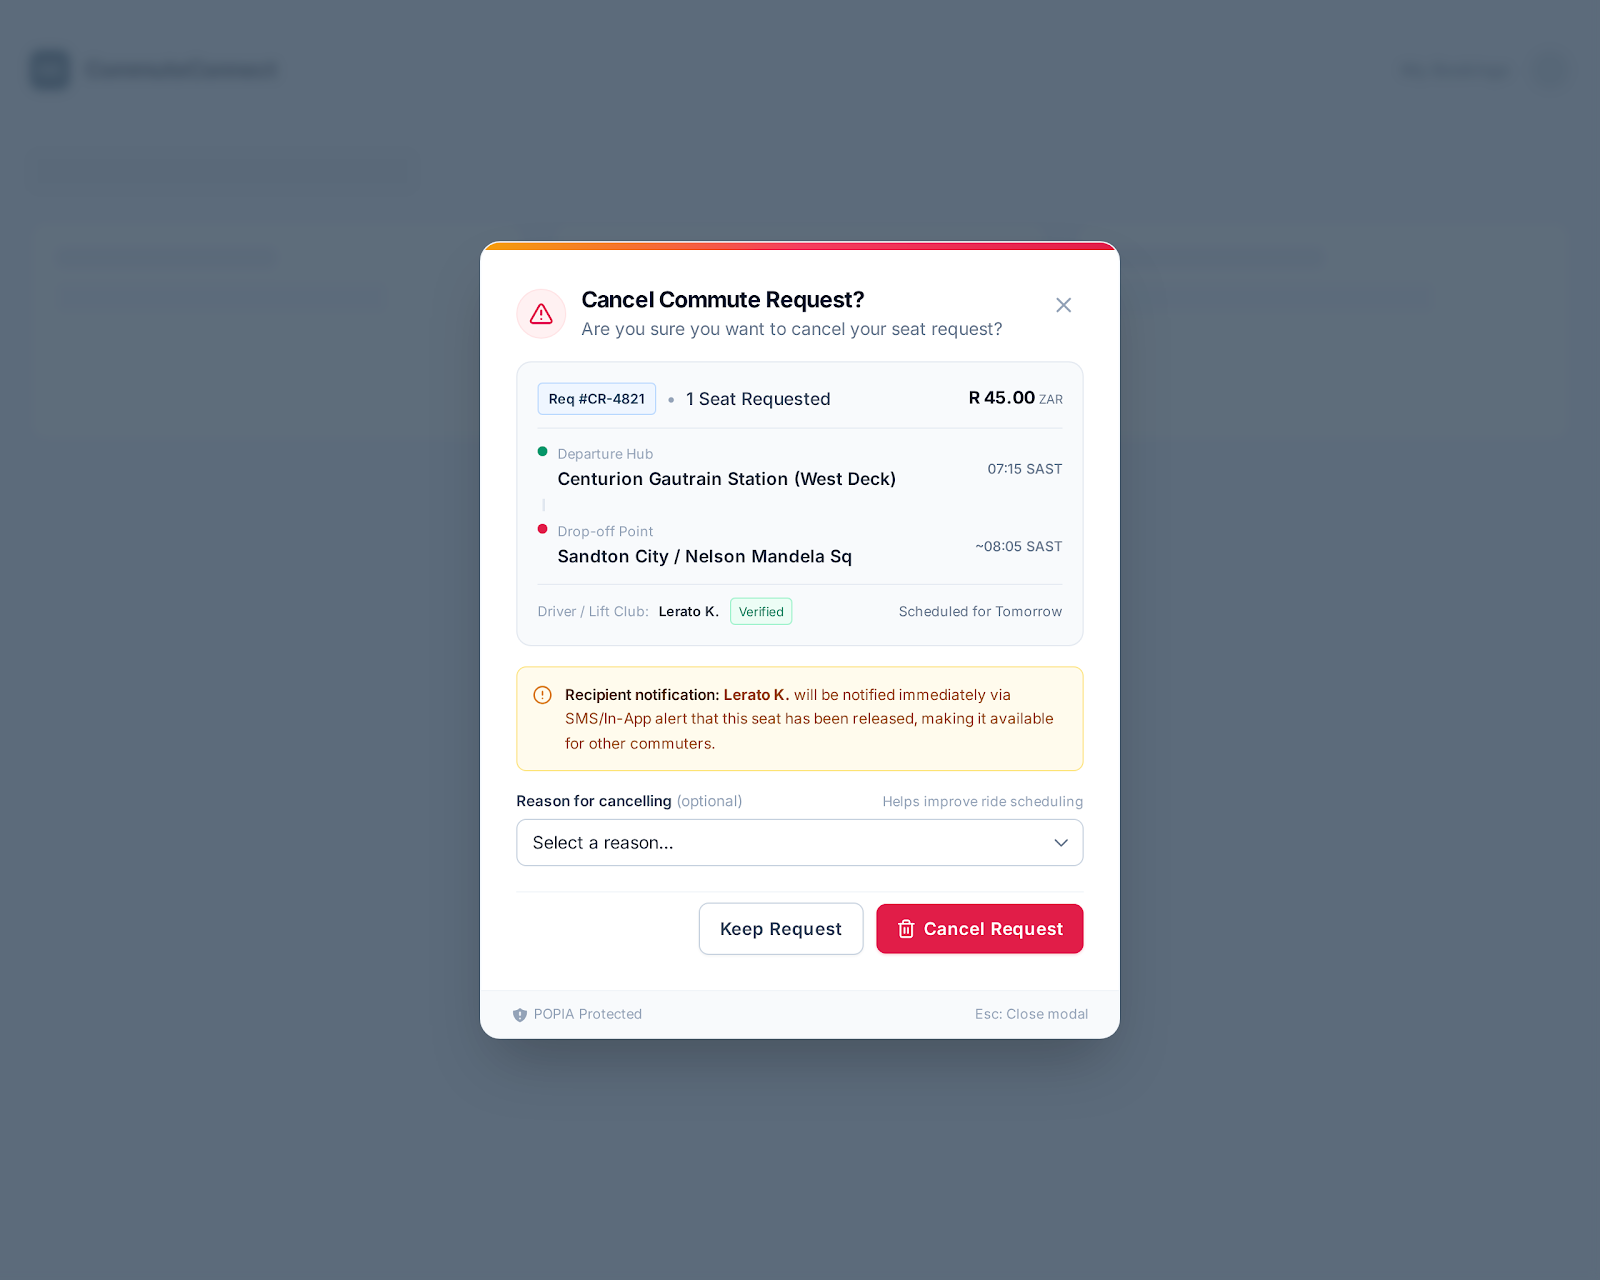 Cancel Commute Request?
Are you sure you want to cancel your seat request?
Req #CR-4821 • 1 Seat Requested R 45.00 ZAR
Departure Hub
Centurion Gautrain Station (West Deck) 07:15 SAST
Drop-off Point
Sandton City / Nelson Mandela Sq ~08:05 SAST
Driver / Lift Club: Lerato K. Verified Scheduled for Tomorrow
Recipient notification: Lerato K. will be notified immediately via
SMS/In-App alert that this seat has been released, making it available
for other commuters.
Reason for cancelling (optional) Helps improve ride scheduling
Select a reason...
Keep Request Cancel Request
POPIA Protected Esc: Close modal